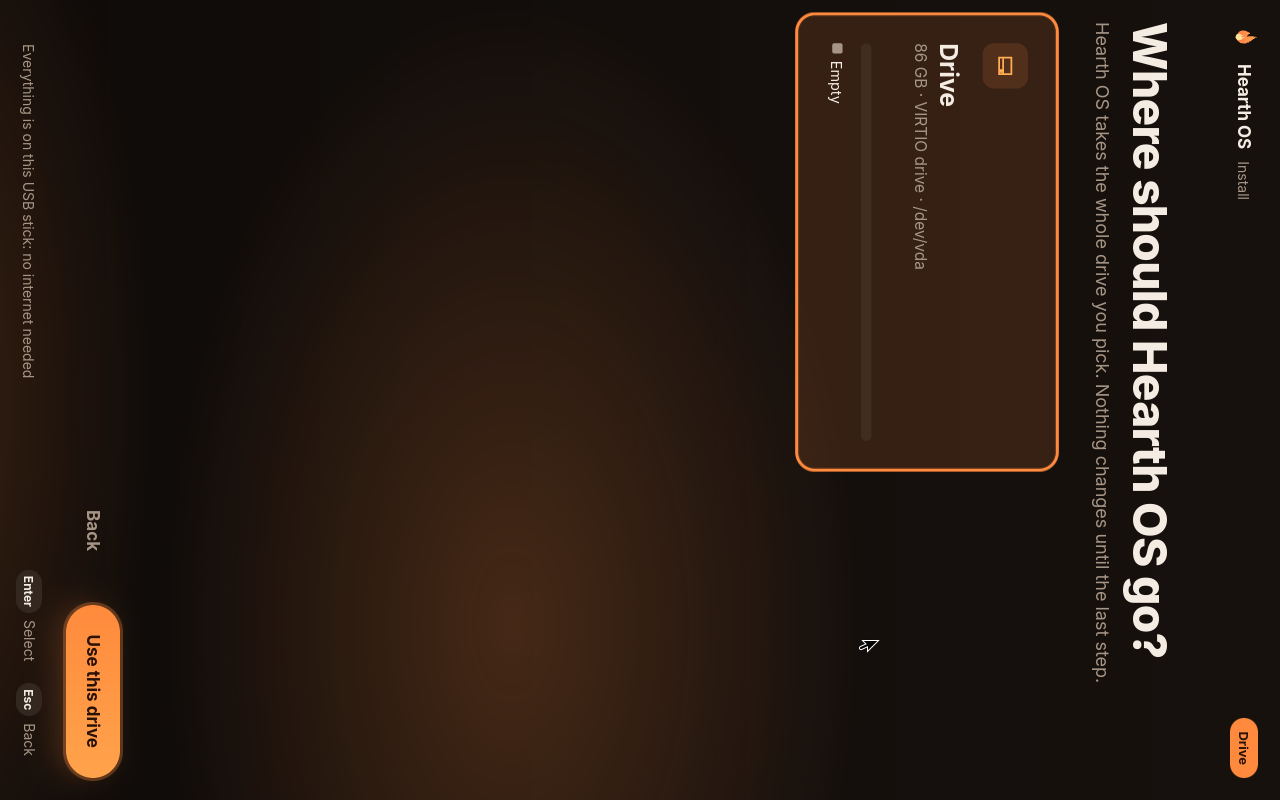 Hearth OS Install
Drive
Where should Hearth OS go?
Hearth OS takes the whole drive you pick. Nothing changes until the last step.
Drive
86 GB · VIRTIO drive · /dev/vda
Empty
Back
Use this drive
Everything is on this USB stick: no internet needed
Enter Select Esc Back